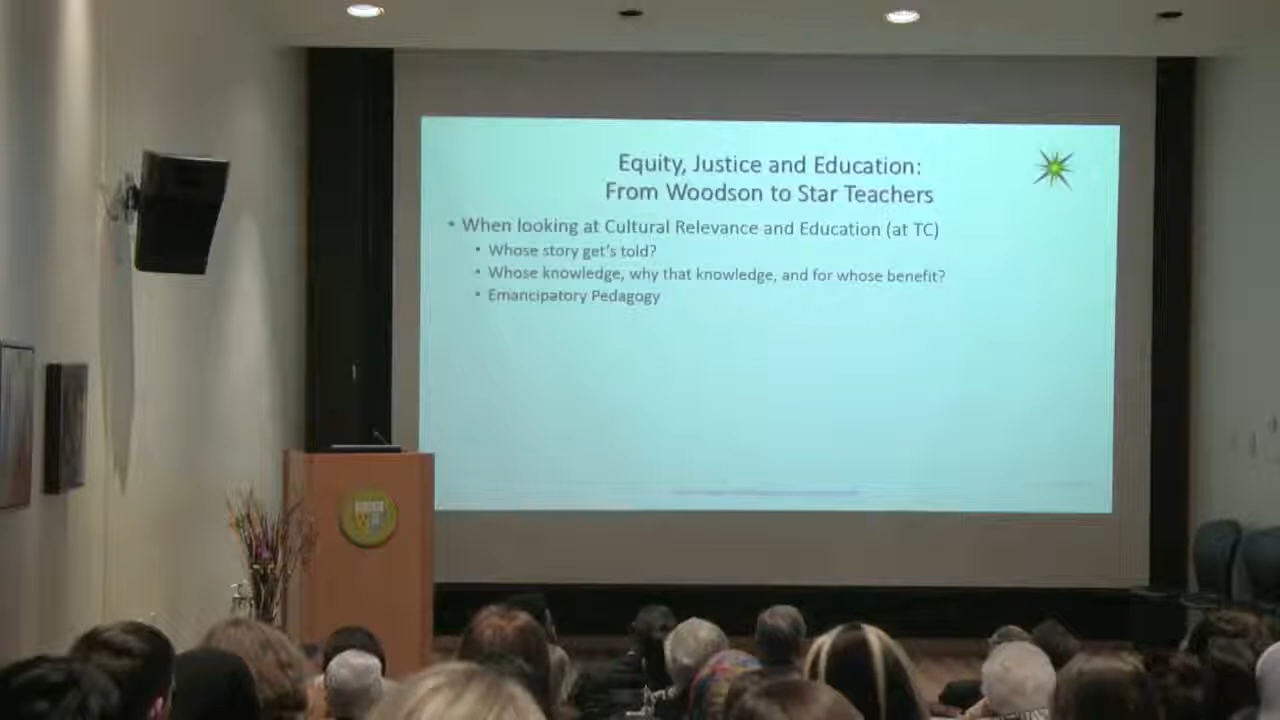 Equity, Justice and Education:
From Woodson to Star Teachers
• When looking at Cultural Relevance and Education (at TC)
• Whose story get's told?
• Whose knowledge, why that knowledge, and for whose benefit?
• Emancipatory Pedagogy